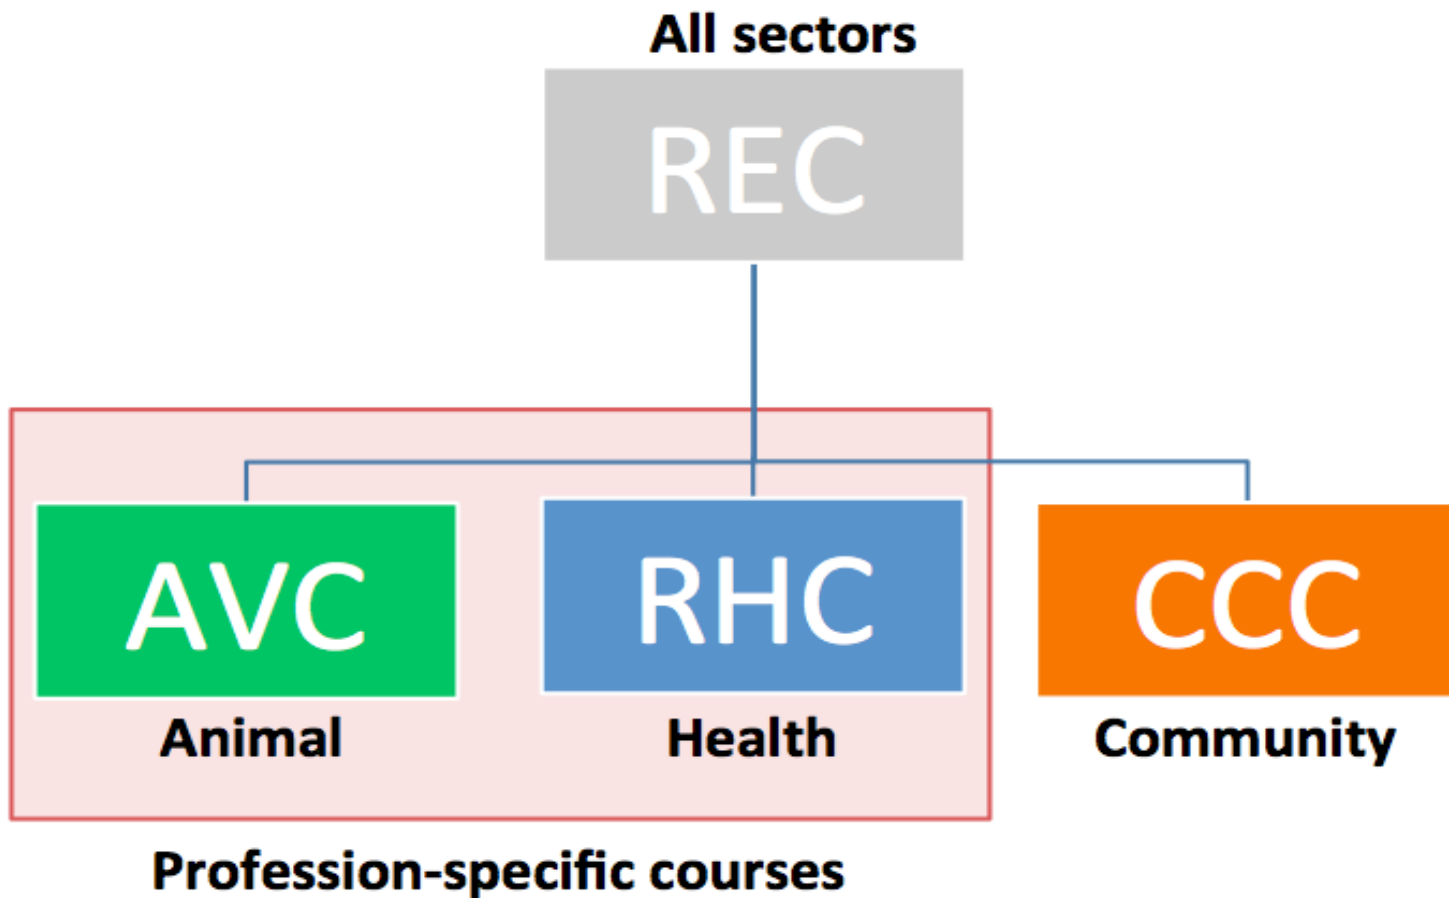 All sectors
REC
AVC
RHC
CCC
Animal
Health
Community
Profession-specific courses